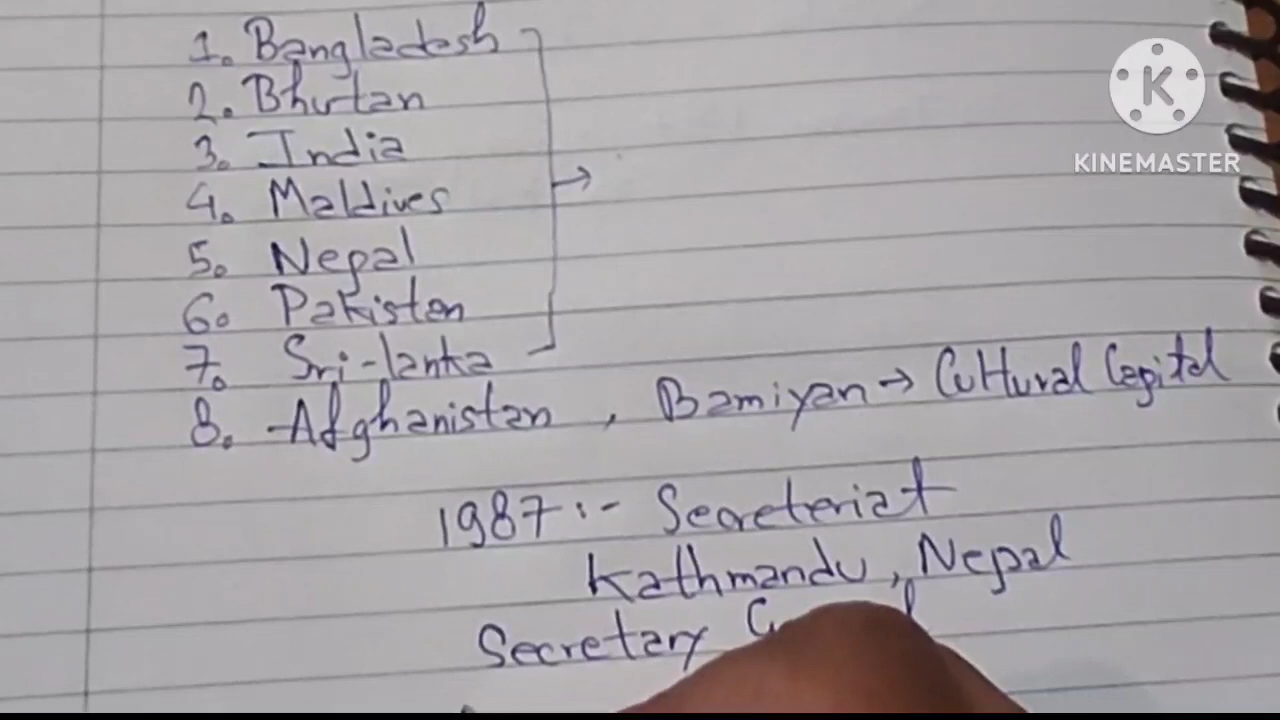 1. Bangladesh
2. Bhutan
3. India
4. Maldives
5. Nepal
6. Pakistan
7. Sri-lanka
8. Afghanistan , Bamiyan → Cultural Capital
1987 :- Secreteriat
Kathmandu, Nepal
Secretary
K
KINEMASTER